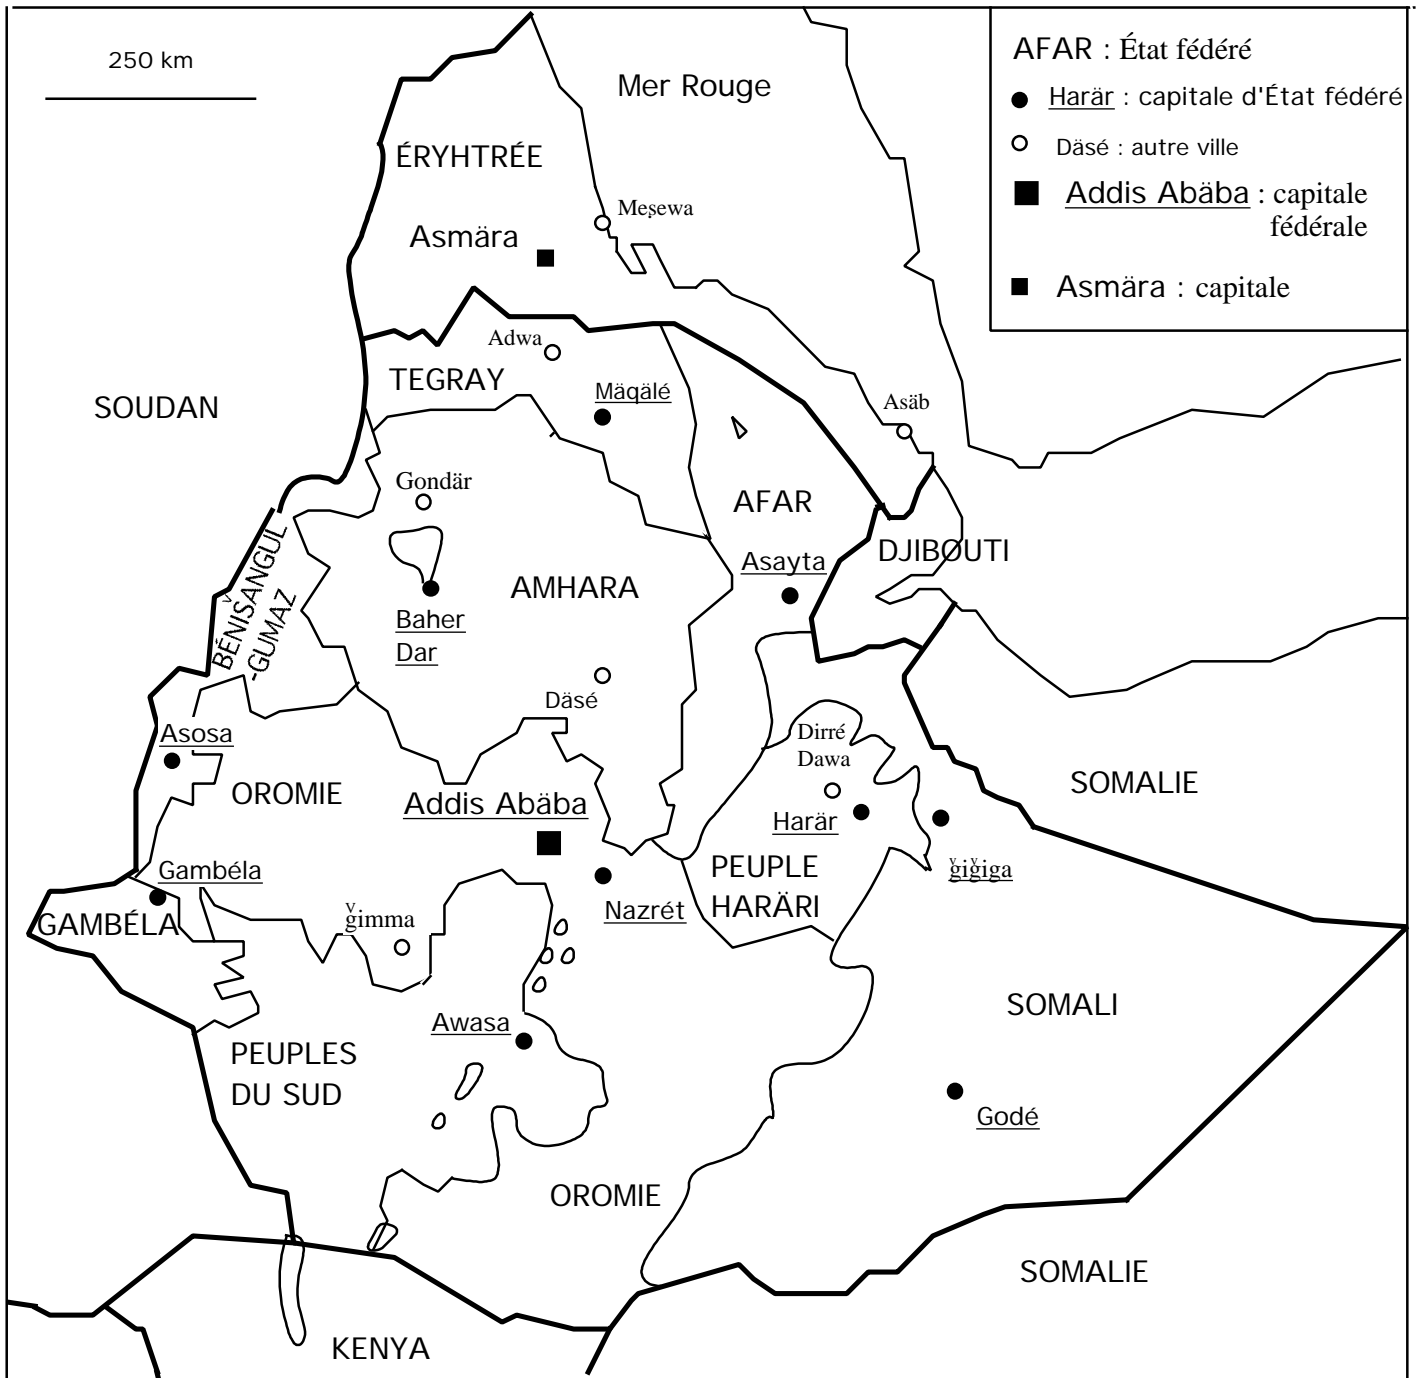 250 km
Mer Rouge
AFAR : État fédéré
Harär : capitale d'État fédéré
Däsé : autre ville
Addis Abäba : capitale
fédérale
Asmära : capitale
ÉRYHTRÉE
Meṣewa
Asmära
Adwa
TEGRAY
Mäqälé
SOUDAN
Asäb
Gondär
AFAR
DJIBOUTI
BÉNIŠANGUL
-GUMAZ
Asayta
AMHARA
Baher
Dar
Däsé
Asosa
Dirré
Dawa
OROMIE
SOMALIE
Addis Abäba
Harär
Gambéla
PEUPLE
HARÄRI
ǧiǧiga
GAMBÉLA
ǧimma
Nazrét
SOMALI
Awasa
PEUPLES
DU SUD
Godé
OROMIE
SOMALIE
KENYA